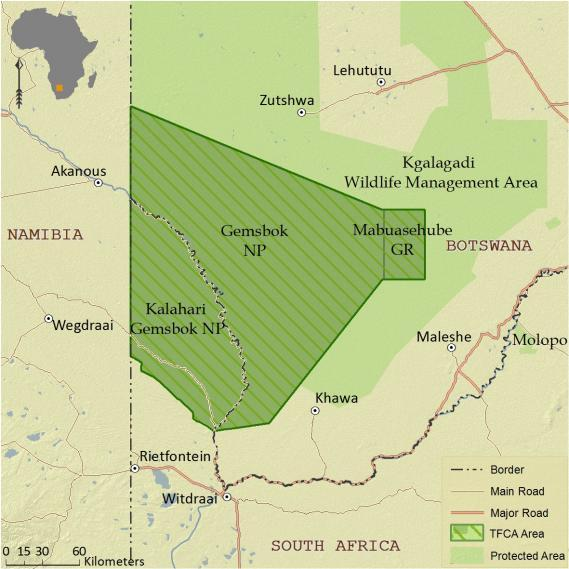 Lehututu
Zutshwa
Kgalagadi
Wildlife Management Area
Akanous
NAMIBIA
Gemsbok
NP
Mabuasehube
GR
BOTSWANA
Kalahari
Gemsbok NP
Wegdraai
Maleshe
Molopo
Khawa
Rietfontein
Witdraai
SOUTH AFRICA
Border
Main Road
Major Road
TFCA Area
Protected Area
0 15 30 60
Kilometers